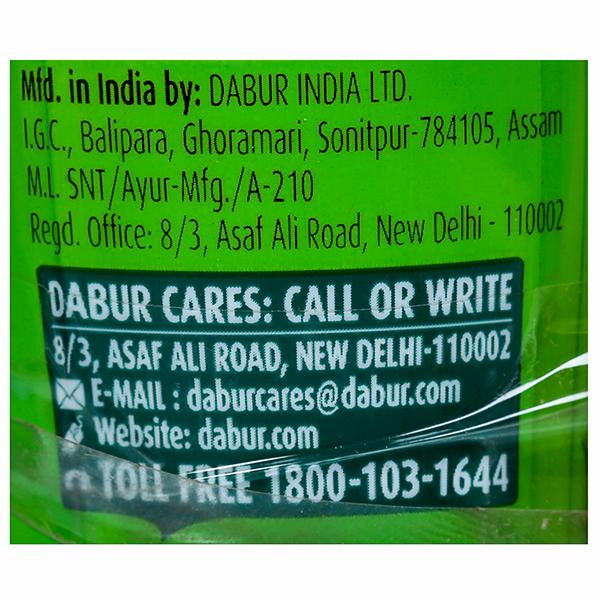 Mfd. in India by: DABUR INDIA LTD.
I.G.C., Balipara, Ghoramari, Sonitpur-784105, Assam
M.L. SNT/Ayur-Mfg./A-210
Regd. Office: 8/3, Asaf Ali Road, New Delhi - 110002
DABUR CARES: CALL OR WRITE
8/3, ASAF ALI ROAD, NEW DELHI-110002
E-MAIL : daburcares@dabur.com
Website: dabur.com
TOLL FREE 1800-103-1644